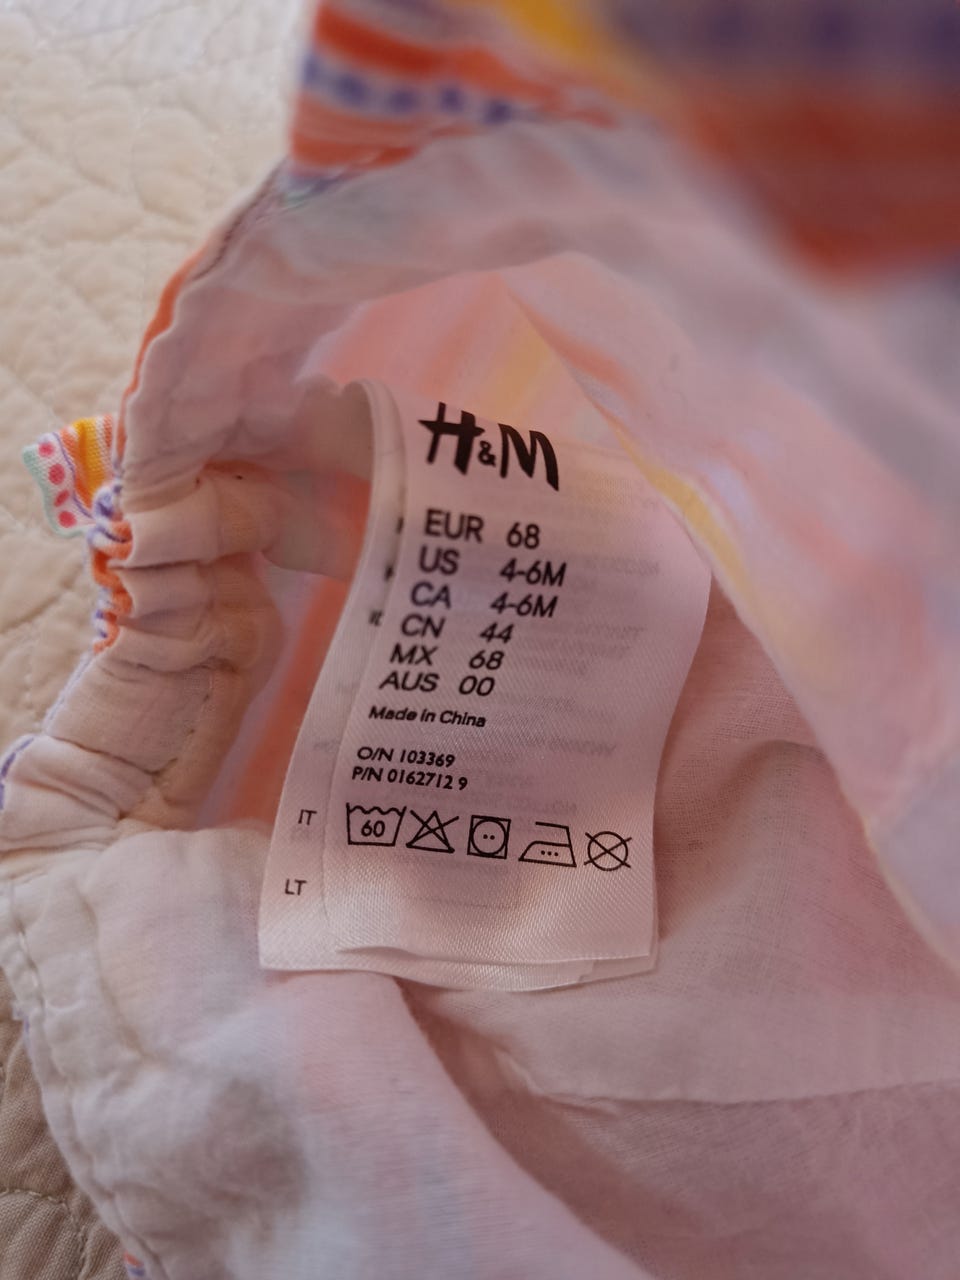 H&M
EUR 68
US 4-6M
CA 4-6M
CN 44
MX 68
AUS 00
Made in China
O/N 103369
P/N 0162712 9
IT
60
LT